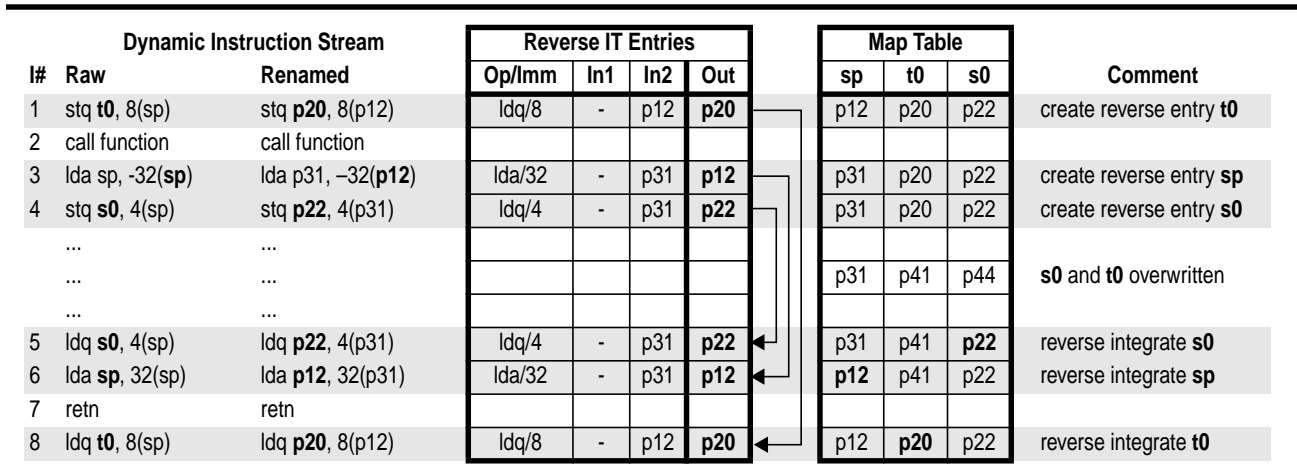 Dynamic Instruction Stream Reverse IT Entries Map Table
I# Raw Renamed Op/Imm In1 In2 Out sp t0 s0 Comment
1 stq t0, 8(sp) stq p20, 8(p12) ldq/8 - p12 p20 p12 p20 p22 create reverse entry t0
2 call function call function
3 lda sp, -32(sp) lda p31, –32(p12) lda/32 - p31 p12 p31 p20 p22 create reverse entry sp
4 stq s0, 4(sp) stq p22, 4(p31) ldq/4 - p31 p22 p31 p20 p22 create reverse entry s0
... ...
... ... p31 p41 p44 s0 and t0 overwritten
... ...
5 ldq s0, 4(sp) ldq p22, 4(p31) ldq/4 - p31 p22 p31 p41 p22 reverse integrate s0
6 lda sp, 32(sp) lda p12, 32(p31) lda/32 - p31 p12 p12 p41 p22 reverse integrate sp
7 retn retn
8 ldq t0, 8(sp) ldq p20, 8(p12) ldq/8 - p12 p20 p12 p20 p22 reverse integrate t0